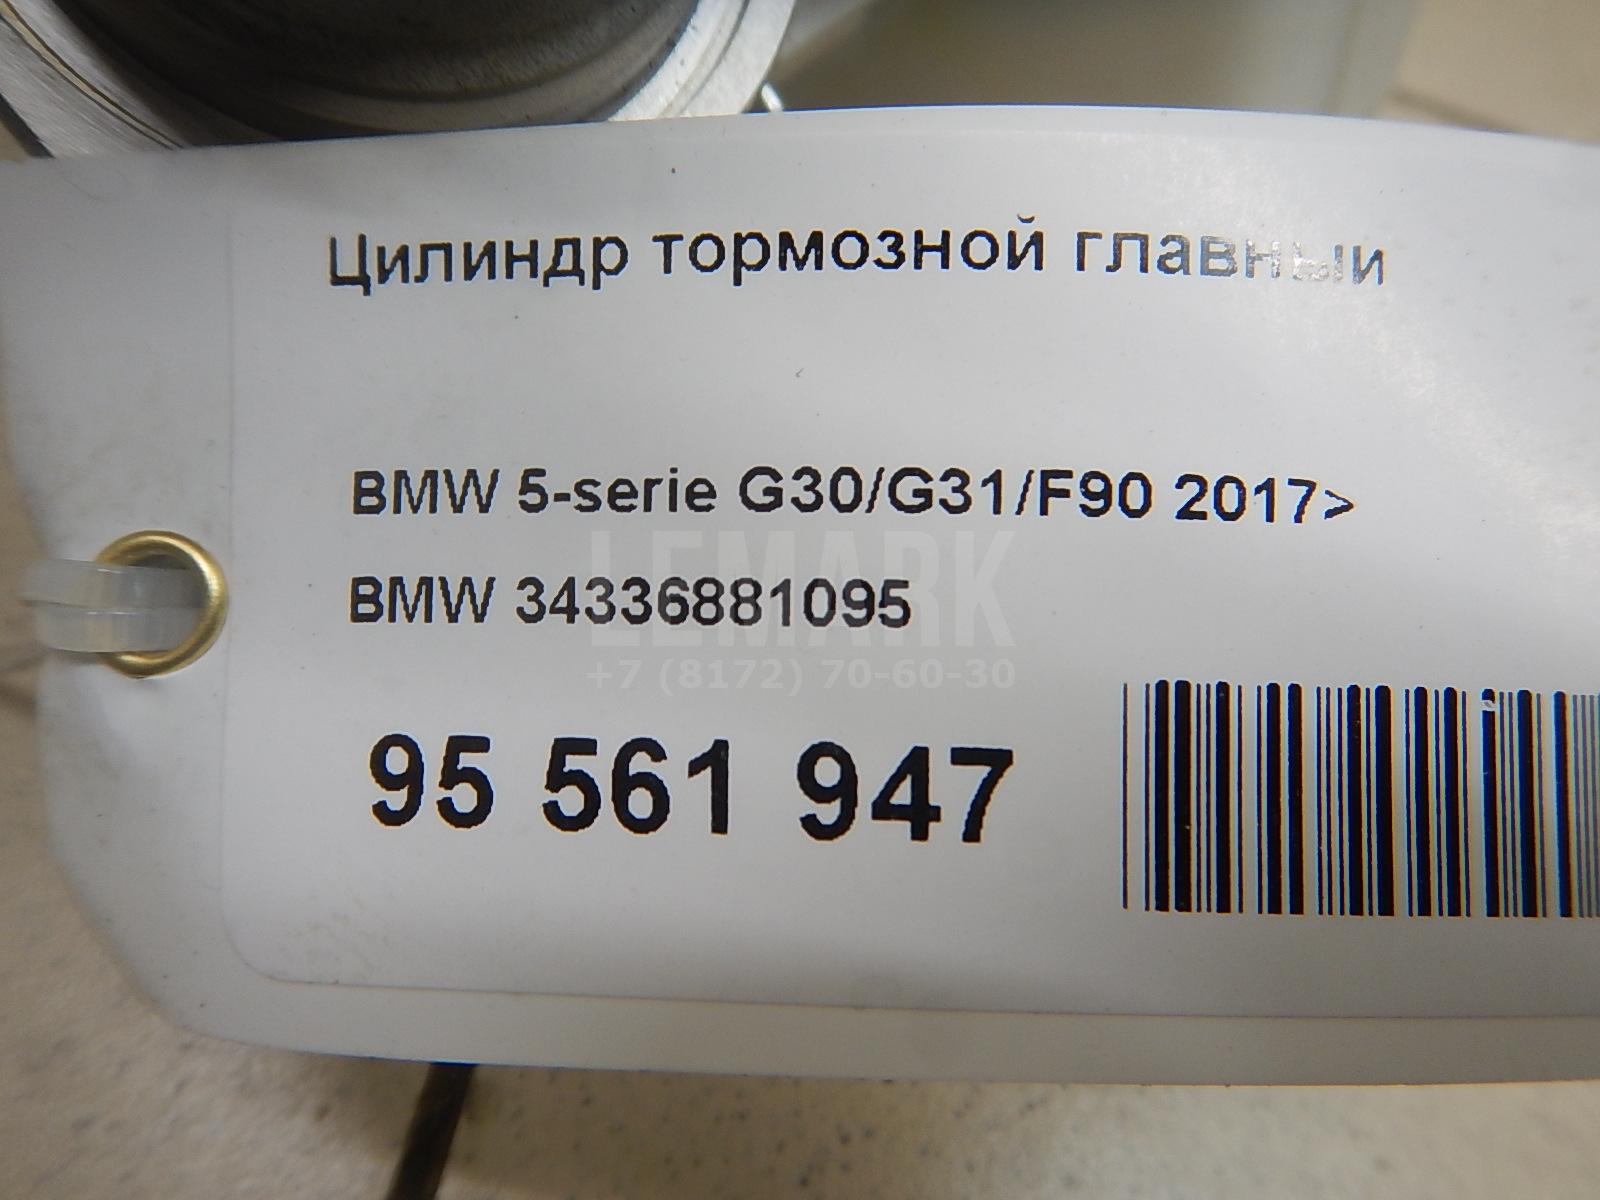 Цилиндр тормозной главный
BMW 5-serie G30/G31/F90 2017>
BMW 34336881095
LEMARK
+7 (8172) 70-60-30
95 561 947